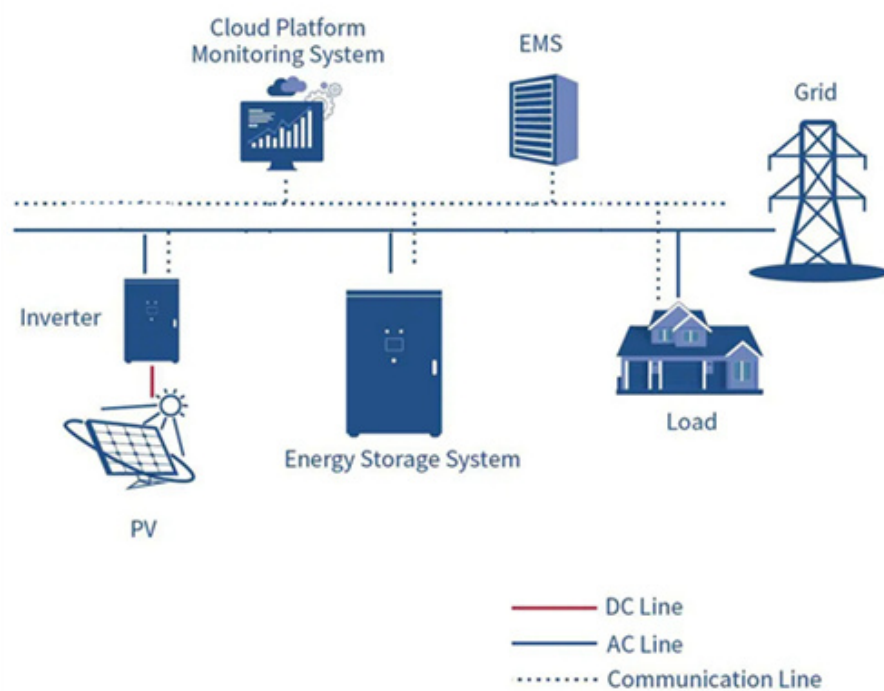 Cloud Platform
Monitoring System
EMS
Grid
Inverter
Energy Storage System
Load
PV
DC Line
AC Line
Communication Line